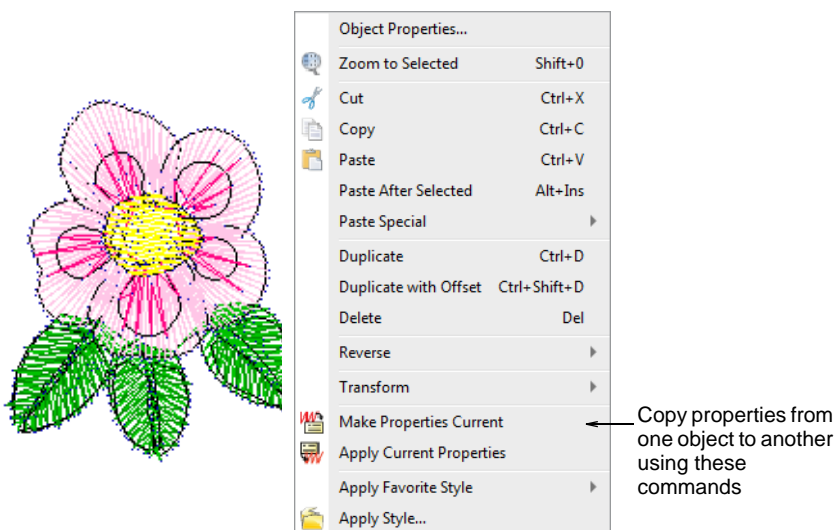 Object Properties...
Zoom to Selected Shift+0
Cut Ctrl+X
Copy Ctrl+C
Paste Ctrl+V
Paste After Selected Alt+Ins
Paste Special
Duplicate Ctrl+D
Duplicate with Offset Ctrl+Shift+D
Delete Del
Reverse
Transform
Make Properties Current
Apply Current Properties
Apply Favorite Style
Apply Style...
Copy properties from
one object to another
using these
commands